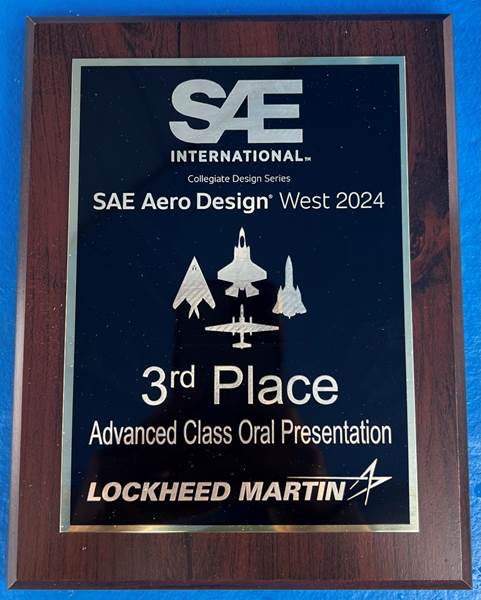 SAE
INTERNATIONAL™
Collegiate Design Series
SAE Aero Design® West 2024
3rd Place
Advanced Class Oral Presentation
LOCKHEED MARTIN